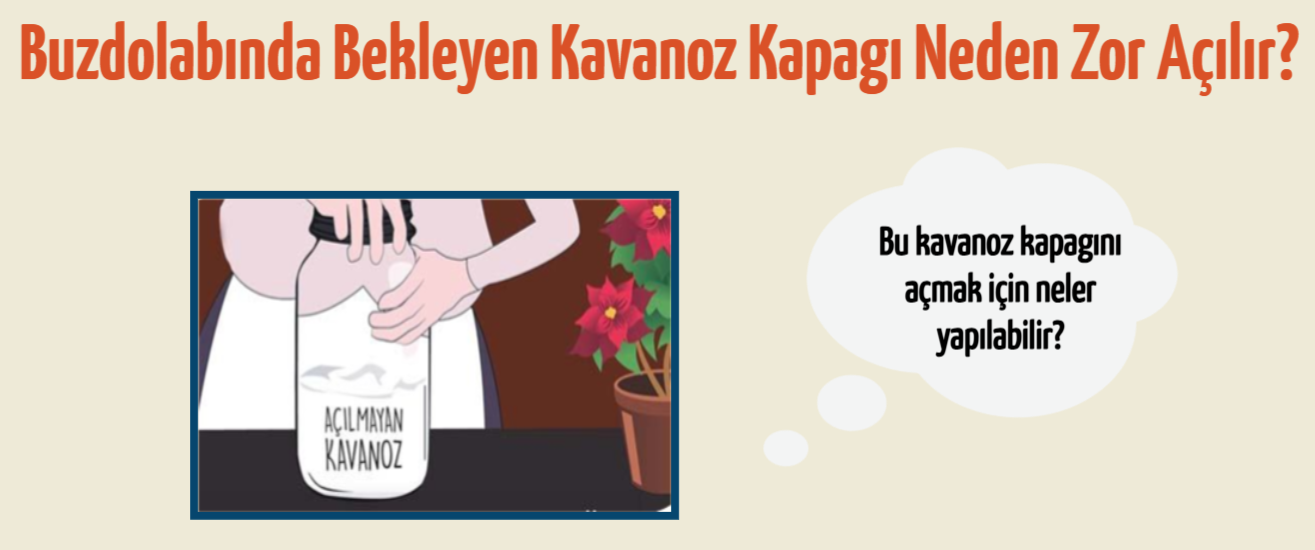 Buzdolabında Bekleyen Kavanoz Kapagı Neden Zor Açılır?
Bu kavanoz kapagını
açmak için neler
yapılabilir?
AÇILMAYAN
KAVANOZ